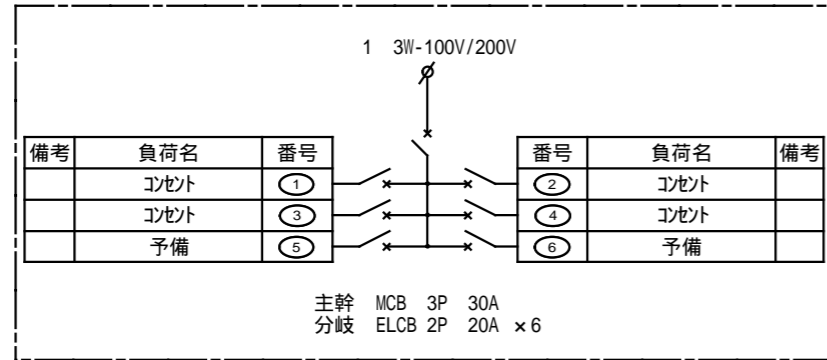 1 3W-100V/200V
備考 負荷名 番号 番号 負荷名 備考
コンセント 1 2 コンセント
コンセント 3 4 コンセント
予備 5 6 予備
主幹 MCB 3P 30A
分岐 ELCB 2P 20A ×6